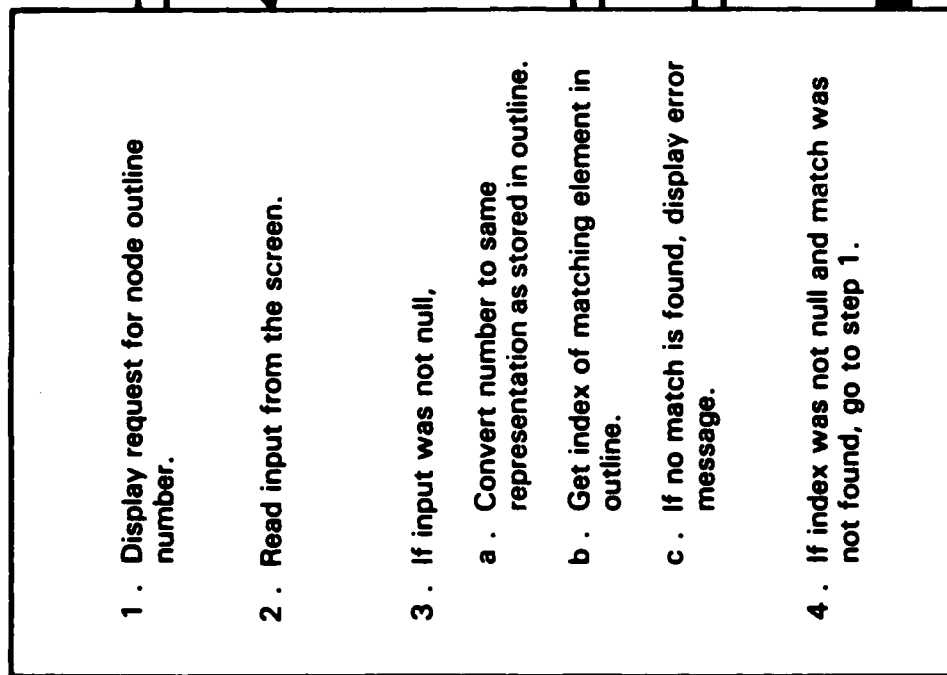 1. Display request for node outline
number.
2. Read input from the screen.
3. If input was not null,
a. Convert number to same
representation as stored in outline.
b. Get index of matching element in
outline.
c. If no match is found, display error
message.
4. If index was not null and match was
not found, go to step 1.